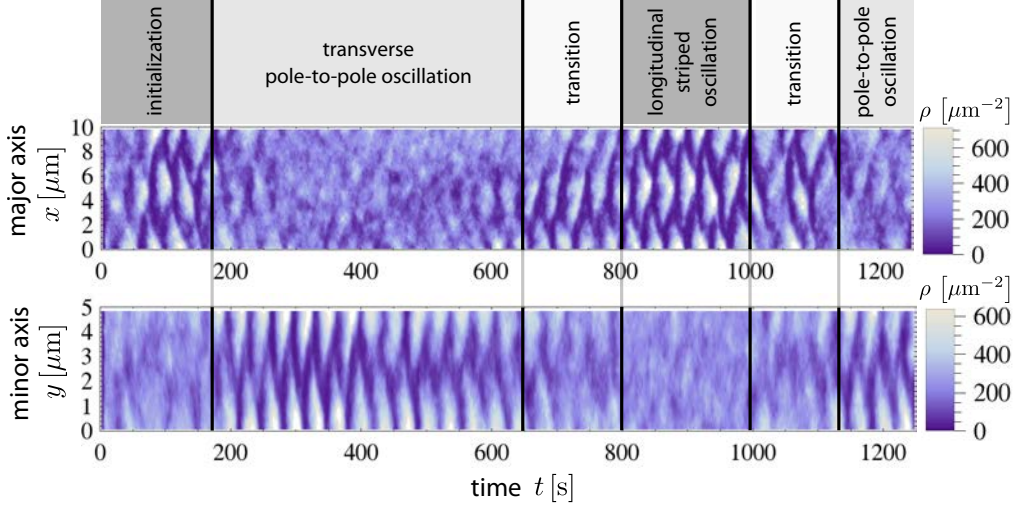 initialization
transverse
pole-to-pole oscillation
transition
longitudinal
striped
oscillation
transition
pole-to-pole
oscillation
major axis
x [μm]
10
8
6
4
2
0
0 200 400 600 800 1000 1200
ρ [μm⁻²]
600
400
200
0
minor axis
y [μm]
5
4
3
2
1
0
0 200 400 600 800 1000 1200
ρ [μm⁻²]
600
400
200
0
time t [s]